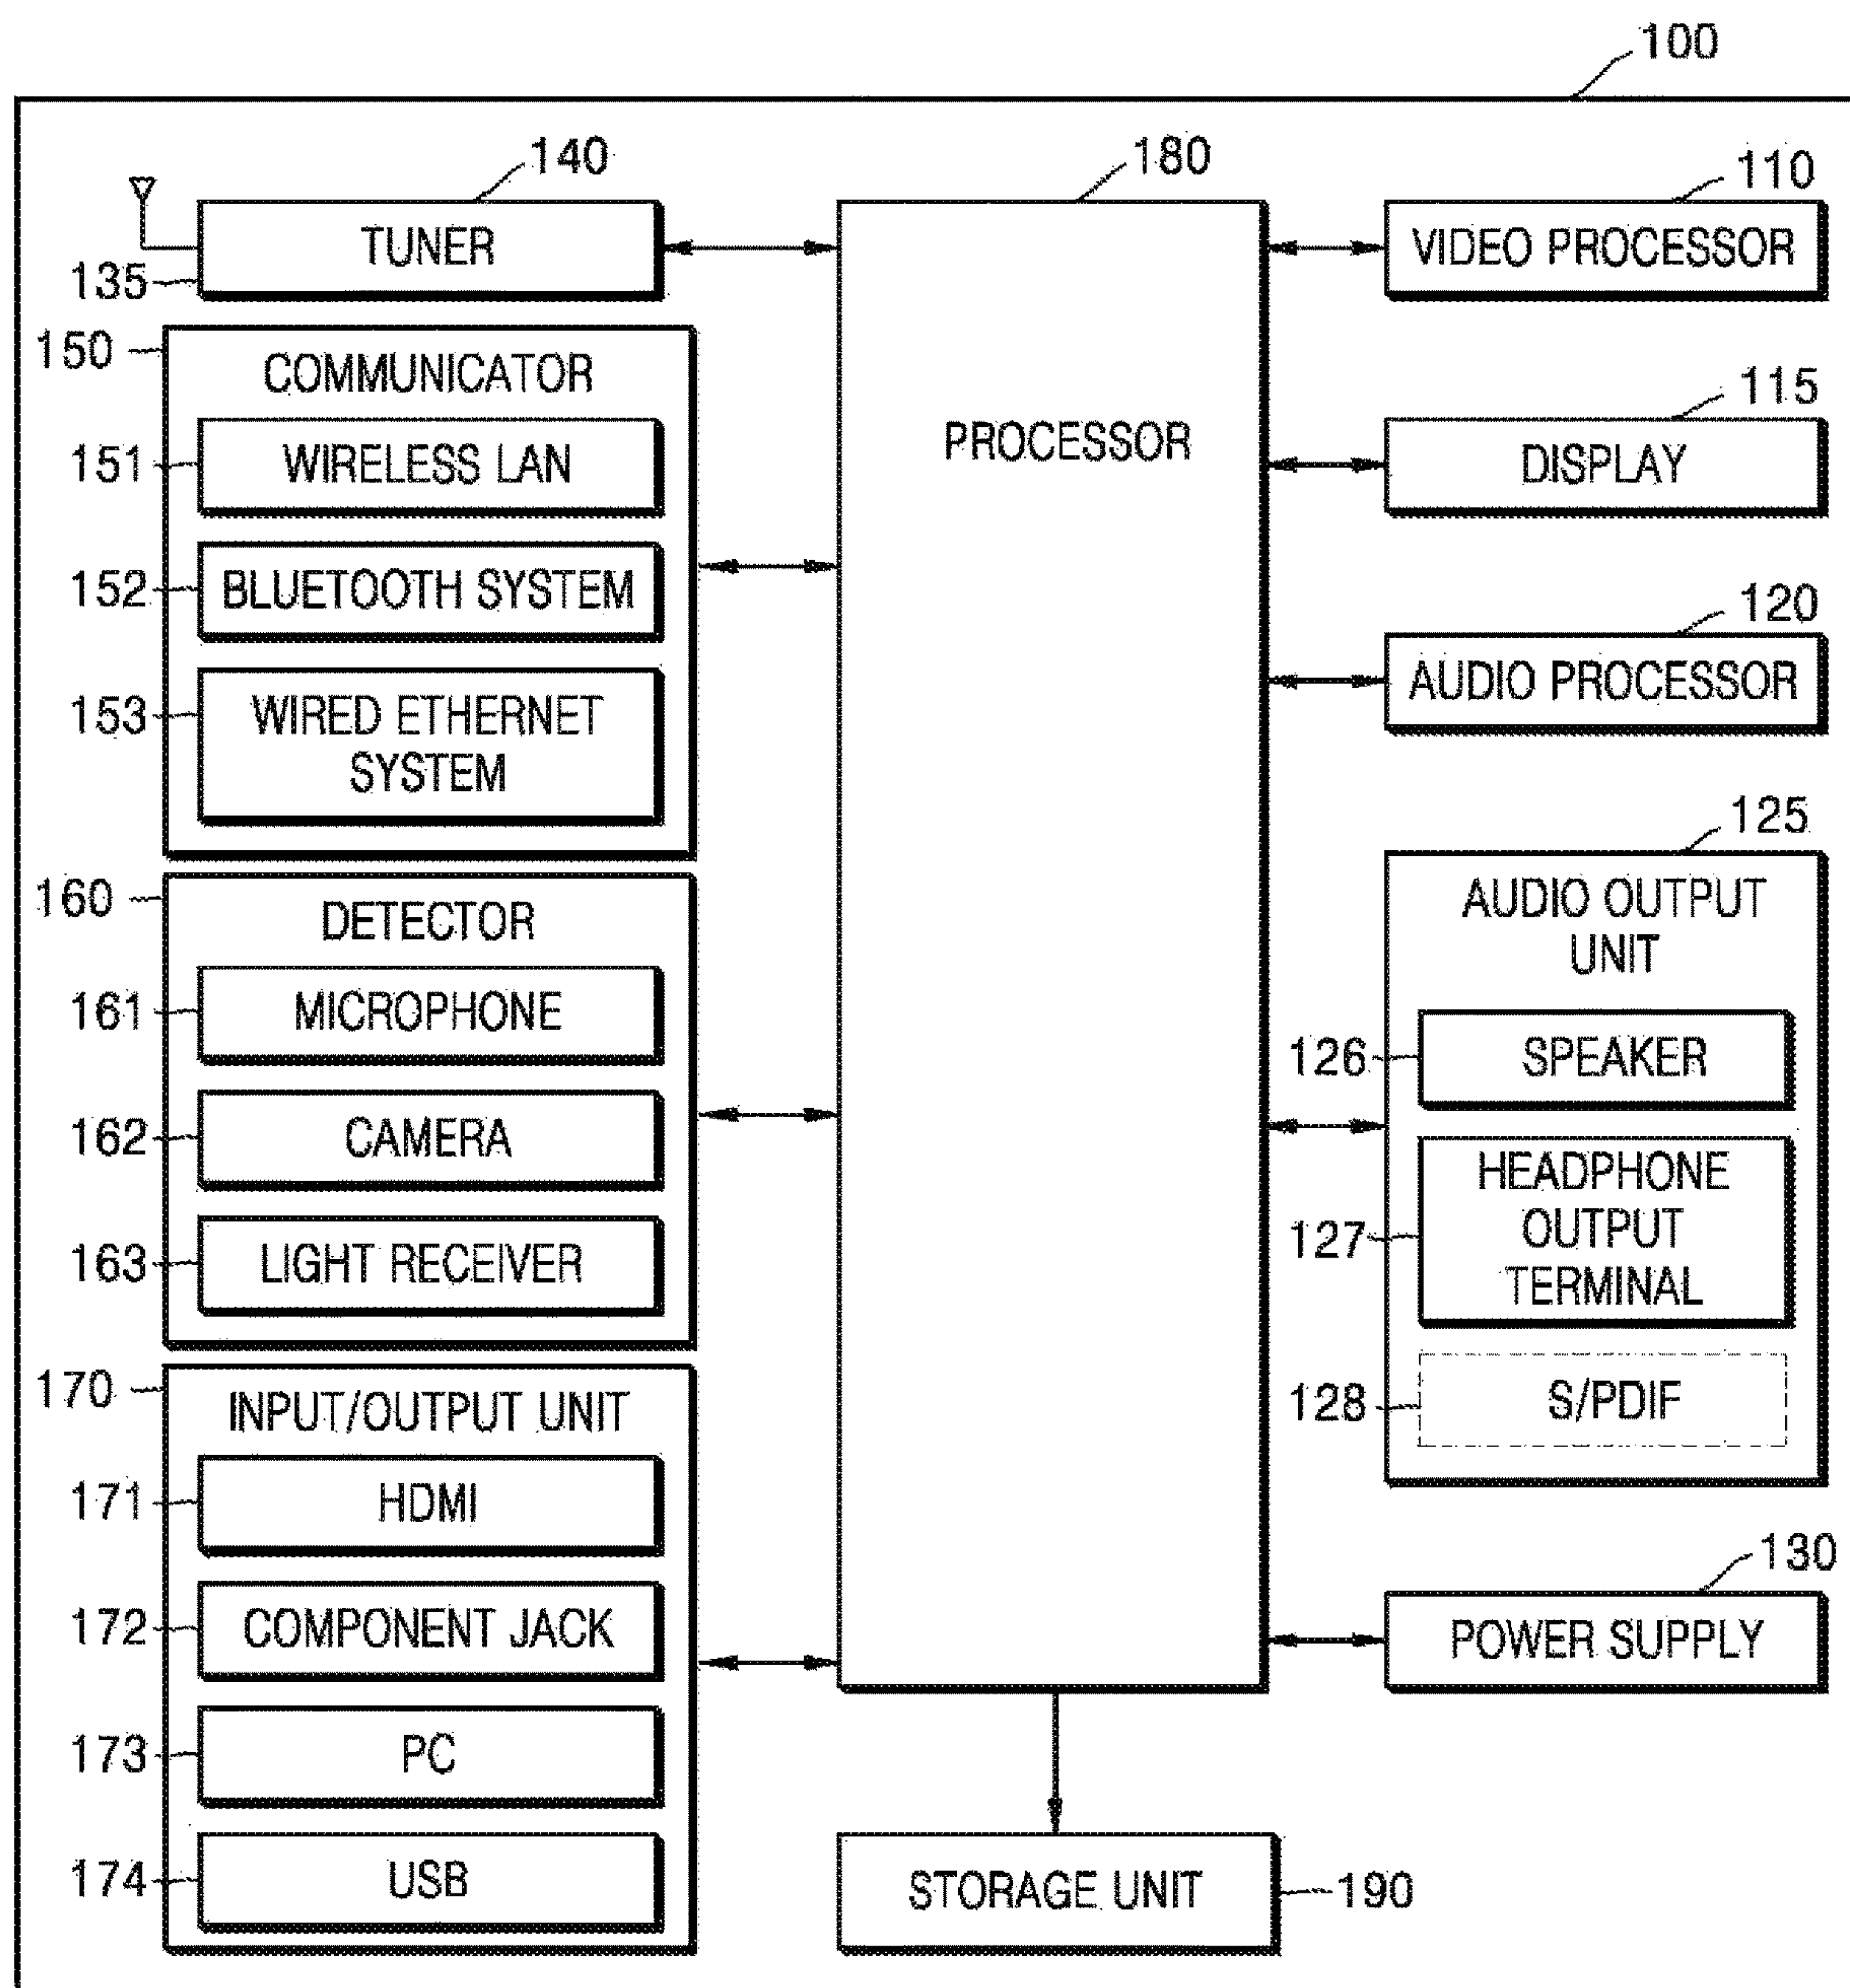 100
140
TUNER
135
150
COMMUNICATOR
151
WIRELESS LAN
152
BLUETOOTH SYSTEM
153
WIRED ETHERNET
SYSTEM
160
DETECTOR
161
MICROPHONE
162
CAMERA
163
LIGHT RECEIVER
170
INPUT/OUTPUT UNIT
171
HDMI
172
COMPONENT JACK
173
PC
174
USB
180
PROCESSOR
STORAGE UNIT
190
110
VIDEO PROCESSOR
115
DISPLAY
120
AUDIO PROCESSOR
125
AUDIO OUTPUT
UNIT
126
SPEAKER
127
HEADPHONE
OUTPUT
TERMINAL
128
S/PDIF
130
POWER SUPPLY